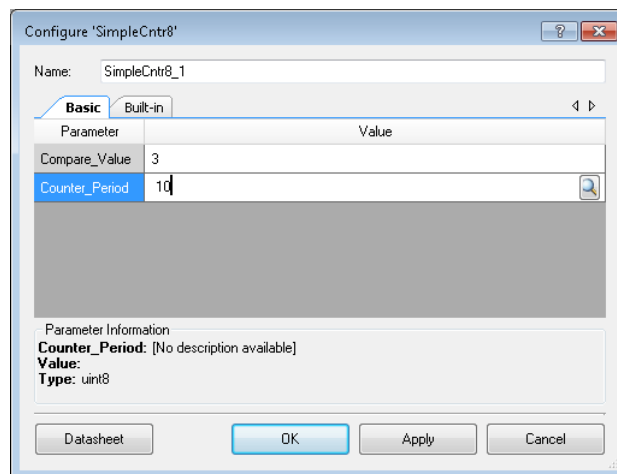 Configure 'SimpleCntr8'
Name: SimpleCntr8_1
Basic Built-in
Parameter Value
Compare_Value 3
Counter_Period 10
Parameter Information
Counter_Period: [No description available]
Value:
Type: uint8
Datasheet OK Apply Cancel